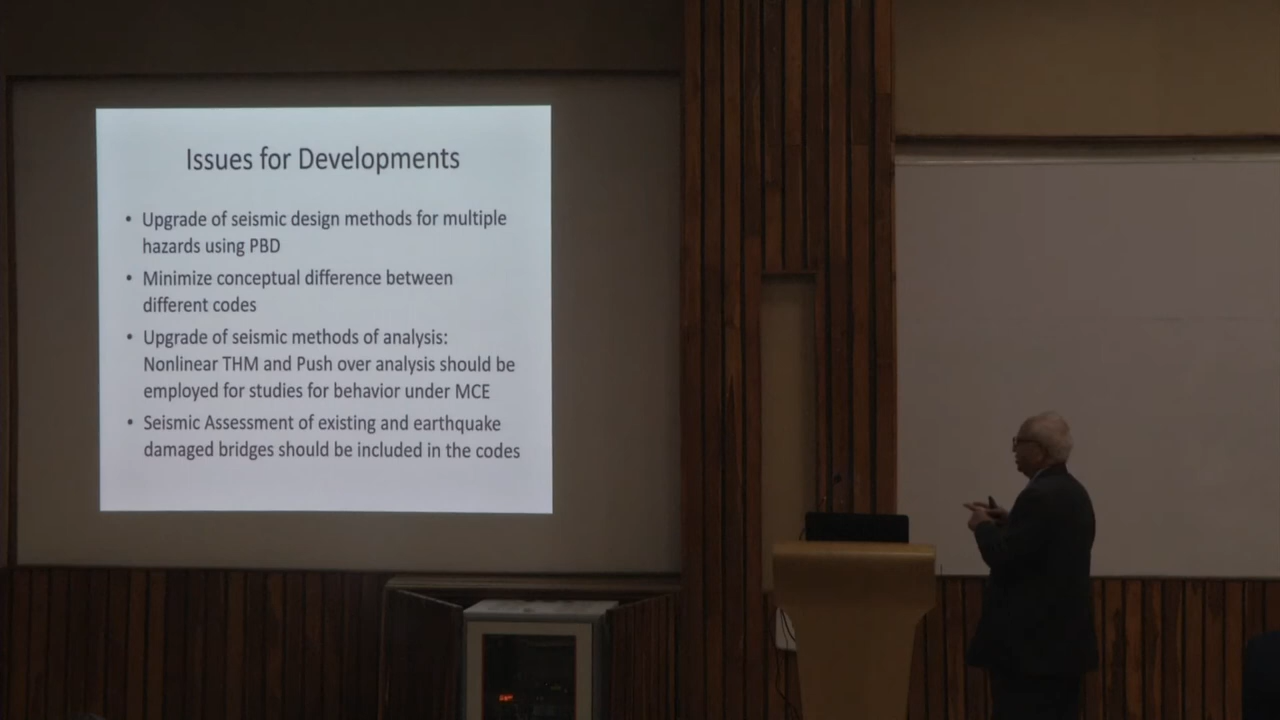 Issues for Developments
• Upgrade of seismic design methods for multiple
hazards using PBD
• Minimize conceptual difference between
different codes
• Upgrade of seismic methods of analysis:
Nonlinear THM and Push over analysis should be
employed for studies for behavior under MCE
• Seismic Assessment of existing and earthquake
damaged bridges should be included in the codes